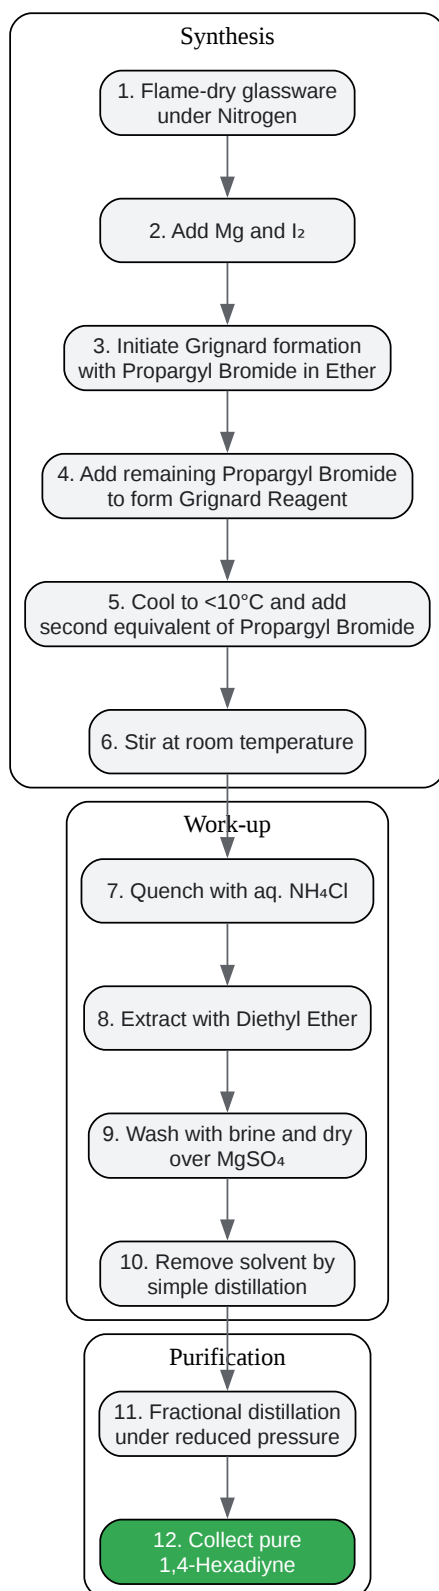 Synthesis
1. Flame-dry glassware
under Nitrogen
2. Add Mg and I₂
3. Initiate Grignard formation
with Propargyl Bromide in Ether
4. Add remaining Propargyl Bromide
to form Grignard Reagent
5. Cool to <10°C and add
second equivalent of Propargyl Bromide
6. Stir at room temperature
Work-up
7. Quench with aq. NH₄Cl
8. Extract with Diethyl Ether
9. Wash with brine and dry
over MgSO₄
10. Remove solvent by
simple distillation
Purification
11. Fractional distillation
under reduced pressure
12. Collect pure
1,4-Hexadiyne